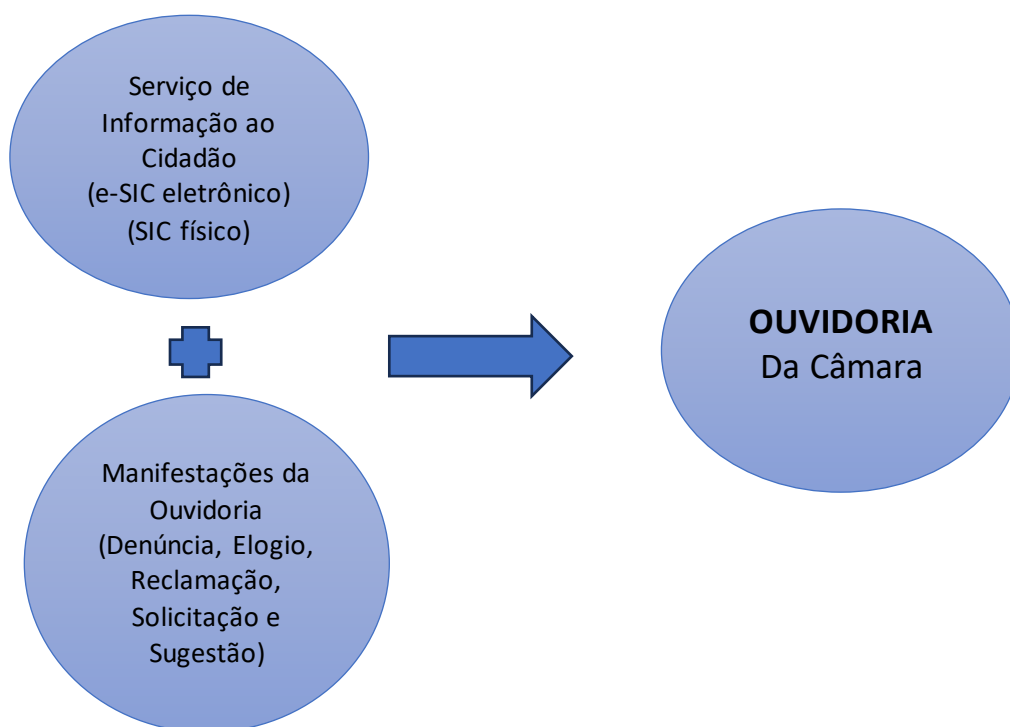 Serviço de
Informação ao
Cidadão
(e-SIC eletrônico)
(SIC físico)
OUVIDORIA
Da Câmara
Manifestações da
Ouvidoria
(Denúncia, Elogio,
Reclamação,
Solicitação e
Sugestão)